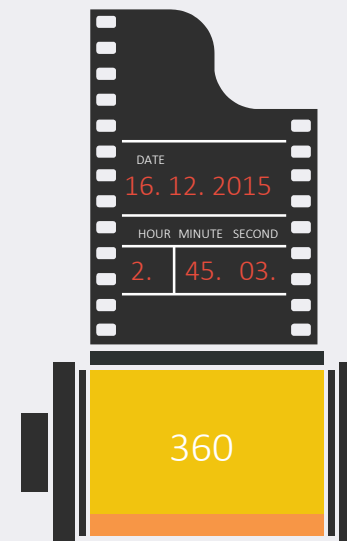 DATE
16. 12. 2015
HOUR MINUTE SECOND
2. 45. 03.
360